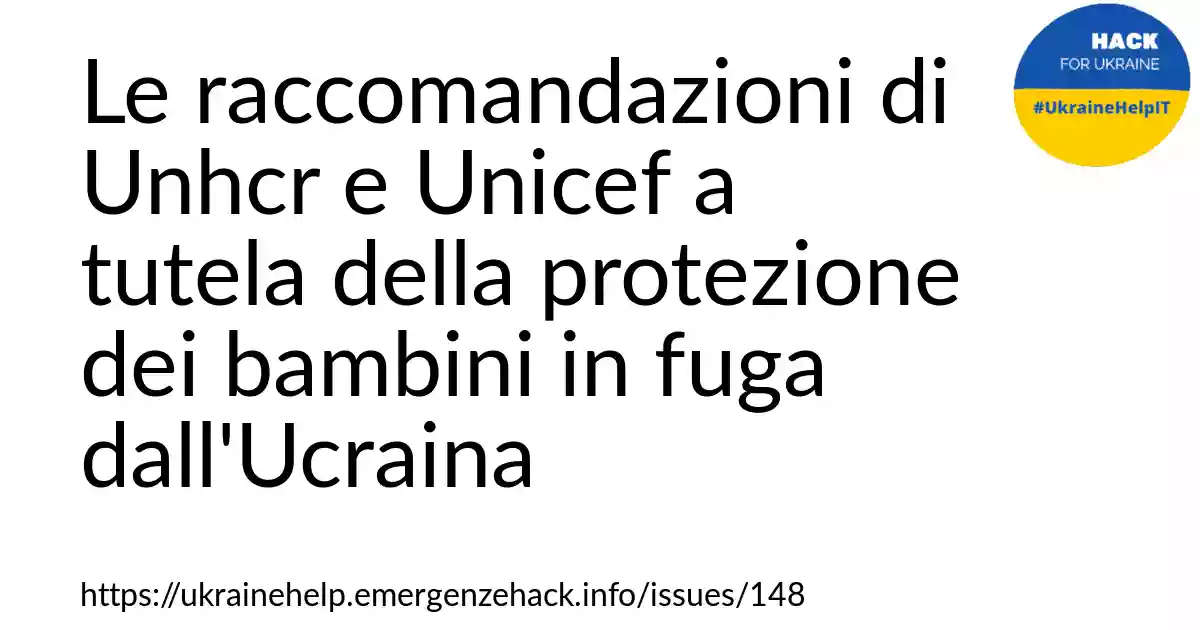 HACK
FOR UKRAINE
#UkraineHelpIT
Le raccomandazioni di
Unhcr e Unicef a
tutela della protezione
dei bambini in fuga
dall'Ucraina
https://ukrainehelp.emergenzehack.info/issues/148